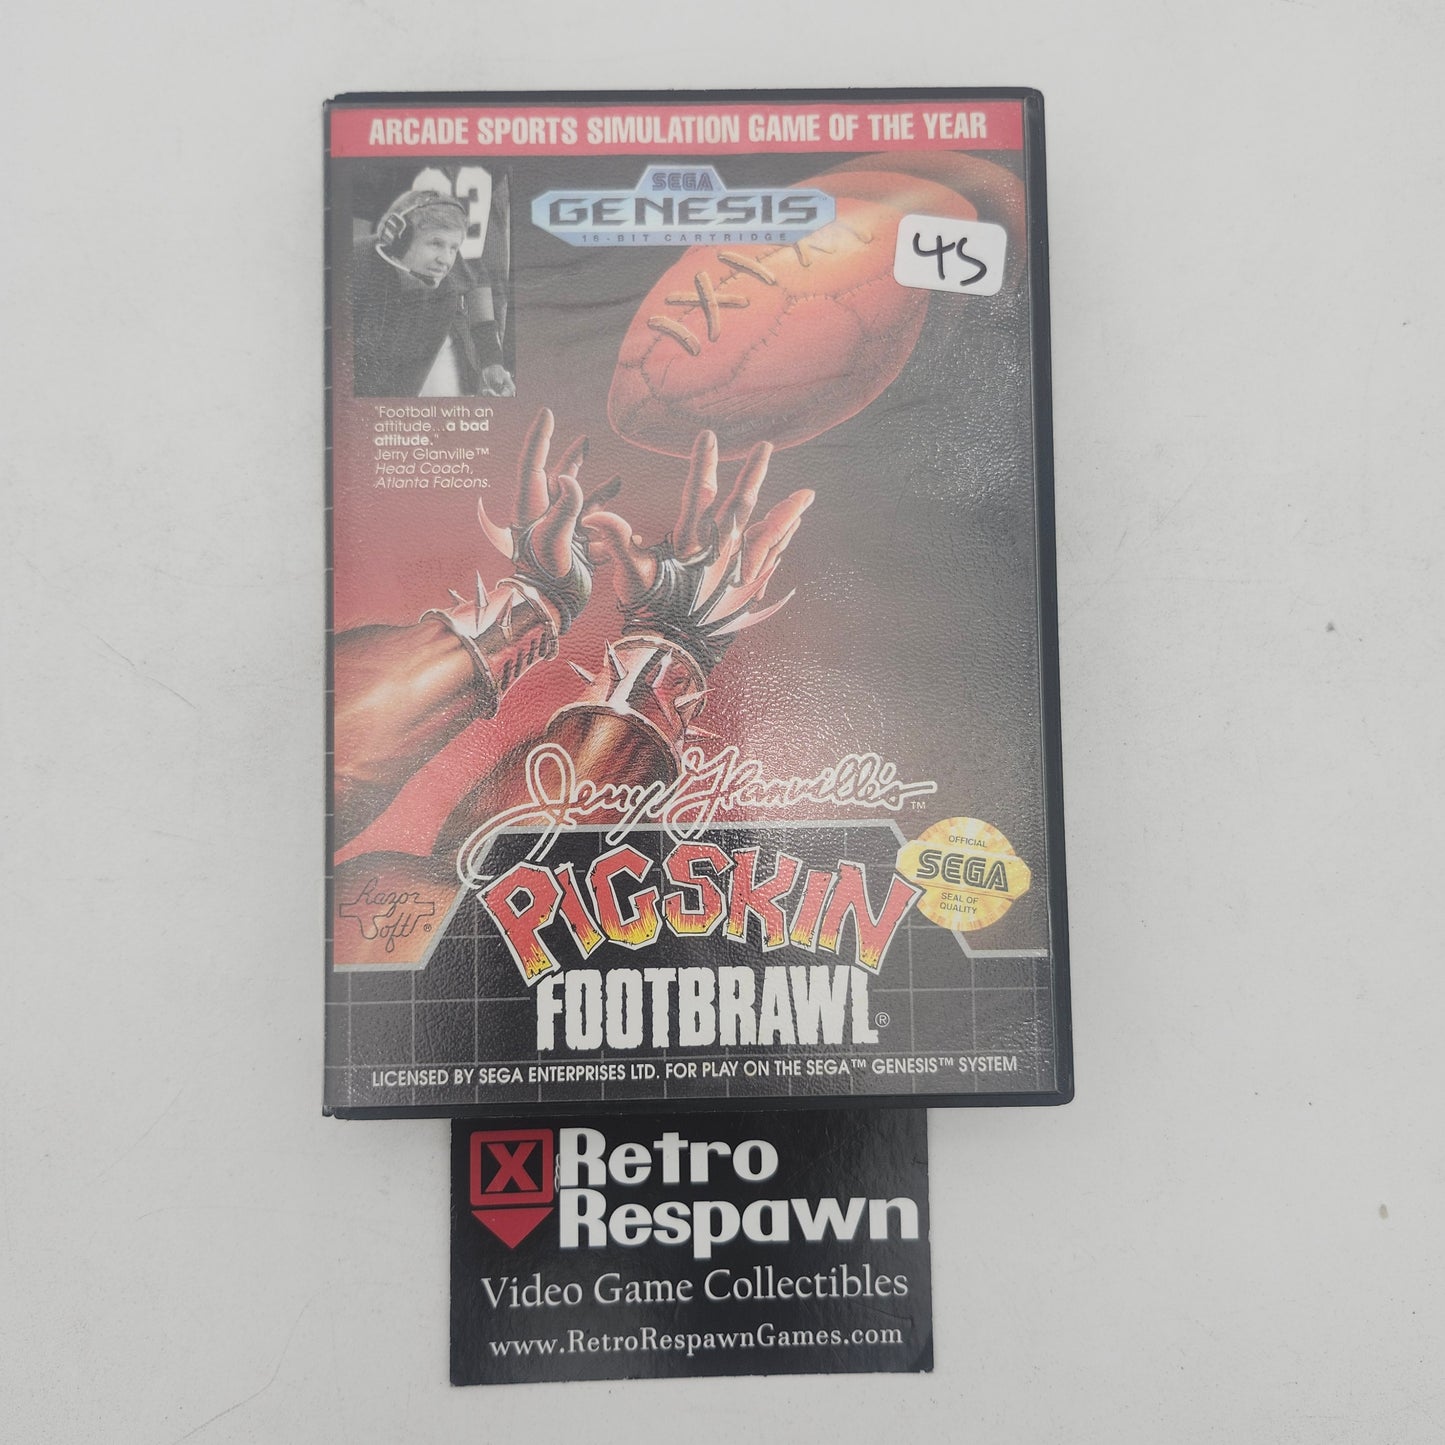 ARCADE SPORTS SIMULATION GAME OF THE YEAR
SEGA
GENESIS
16-BIT CARTRIDGE
45
"Football with an
attitude...a bad
attitude."
Jerry Glanville™
Head Coach,
Atlanta Falcons.
Jerry Glanville's™
PIGSKIN
FOOTBRAWL®
Razor
Soft®
OFFICIAL
SEGA
SEAL OF
QUALITY
LICENSED BY SEGA ENTERPRISES LTD. FOR PLAY ON THE SEGA™ GENESIS™ SYSTEM
X
Retro
Respawn
Video Game Collectibles
www.RetroRespawnGames.com